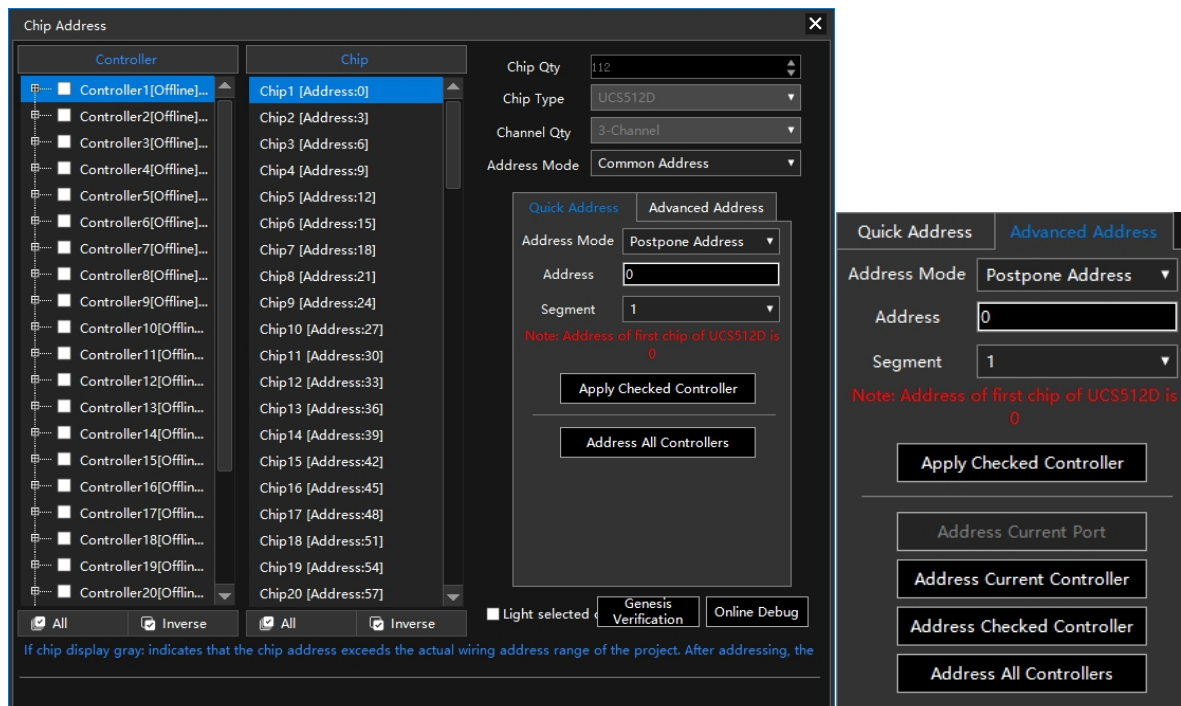 Chip Address
Controller
Controller1[Offline]...
Controller2[Offline]...
Controller3[Offline]...
Controller4[Offline]...
Controller5[Offline]...
Controller6[Offline]...
Controller7[Offline]...
Controller8[Offline]...
Controller9[Offline]...
Controller10[Offlin...
Controller11[Offlin...
Controller12[Offlin...
Controller13[Offlin...
Controller14[Offlin...
Controller15[Offlin...
Controller16[Offlin...
Controller17[Offlin...
Controller18[Offlin...
Controller19[Offlin...
Controller20[Offlin...
All
Inverse
Chip
Chip1 [Address:0]
Chip2 [Address:3]
Chip3 [Address:6]
Chip4 [Address:9]
Chip5 [Address:12]
Chip6 [Address:15]
Chip7 [Address:18]
Chip8 [Address:21]
Chip9 [Address:24]
Chip10 [Address:27]
Chip11 [Address:30]
Chip12 [Address:33]
Chip13 [Address:36]
Chip14 [Address:39]
Chip15 [Address:42]
Chip16 [Address:45]
Chip17 [Address:48]
Chip18 [Address:51]
Chip19 [Address:54]
Chip20 [Address:57]
All
Inverse
Chip Qty 112
Chip Type UCS512D
Channel Qty 3-Channel
Address Mode Common Address
Quick Address Advanced Address
Address Mode Postpone Address
Address 0
Segment 1
Note: Address of first chip of UCS512D is
0
Apply Checked Controller
Address All Controllers
Light selected
Genesis
Verification
Online Debug
If chip display gray: indicates that the chip address exceeds the actual wiring address range of the project. After addressing, the
Quick Address Advanced Address
Address Mode Postpone Address
Address 0
Segment 1
Note: Address of first chip of UCS512D is
0
Apply Checked Controller
Address Current Port
Address Current Controller
Address Checked Controller
Address All Controllers